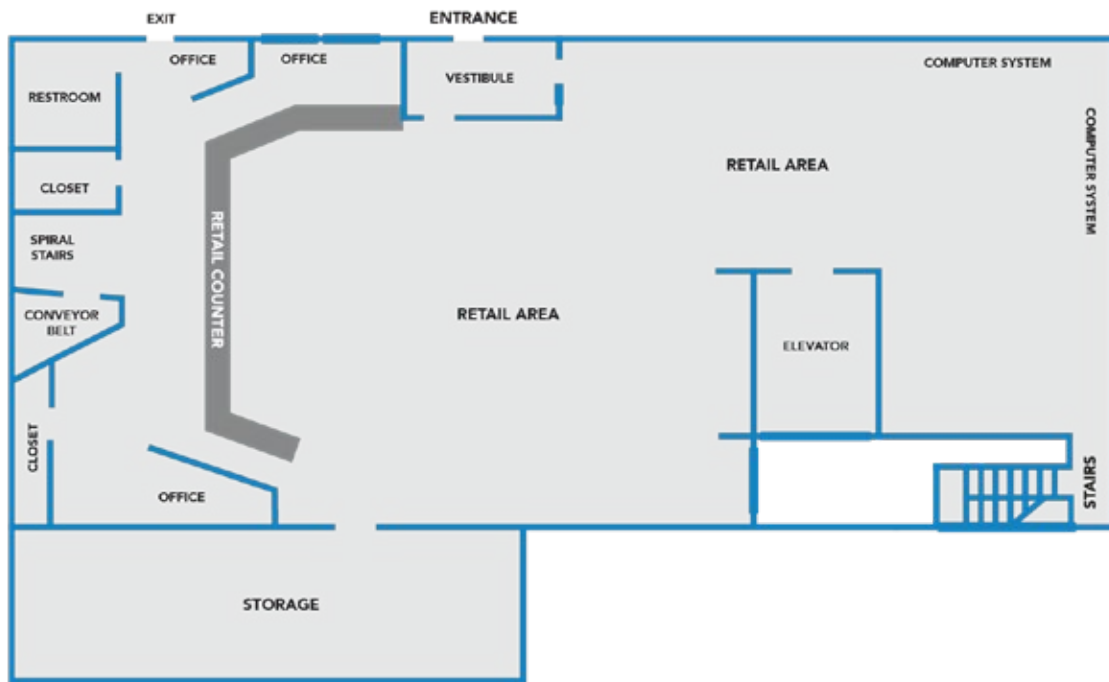 EXIT
ENTRANCE
OFFICE
OFFICE
VESTIBULE
COMPUTER SYSTEM
RESTROOM
COMPUTER SYSTEM
RETAIL AREA
CLOSET
RETAIL COUNTER
SPIRAL
STAIRS
CONVEYOR
BELT
RETAIL AREA
ELEVATOR
CLOSET
STAIRS
OFFICE
STORAGE